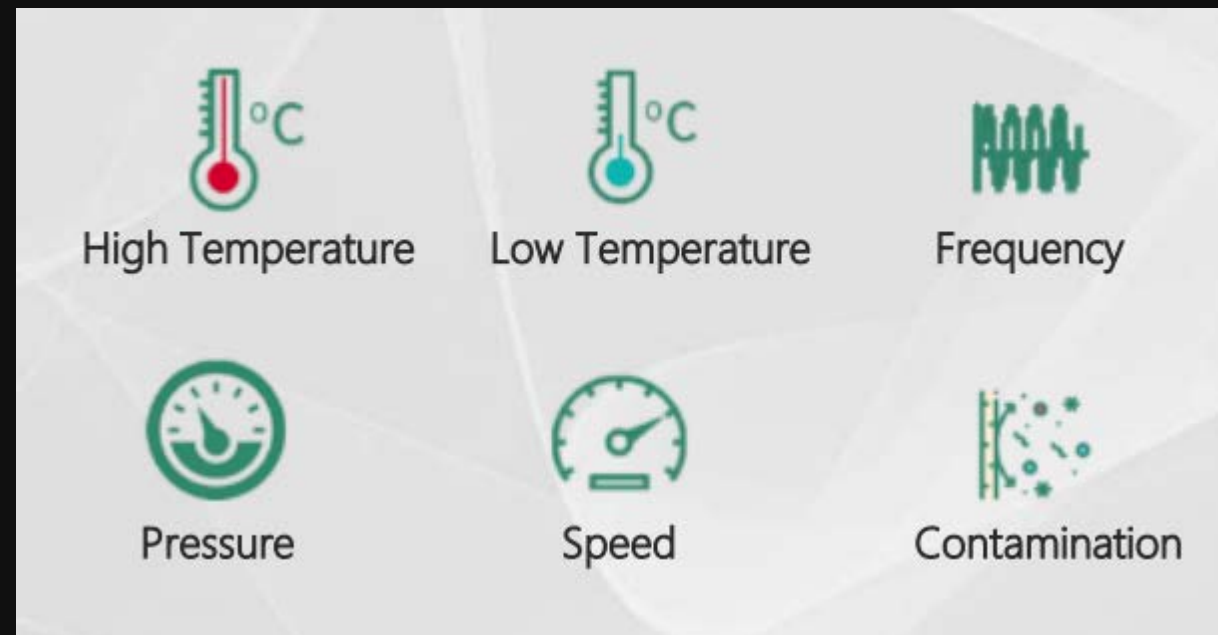 °C
°C
High Temperature
Low Temperature
Frequency
Pressure
Speed
Contamination